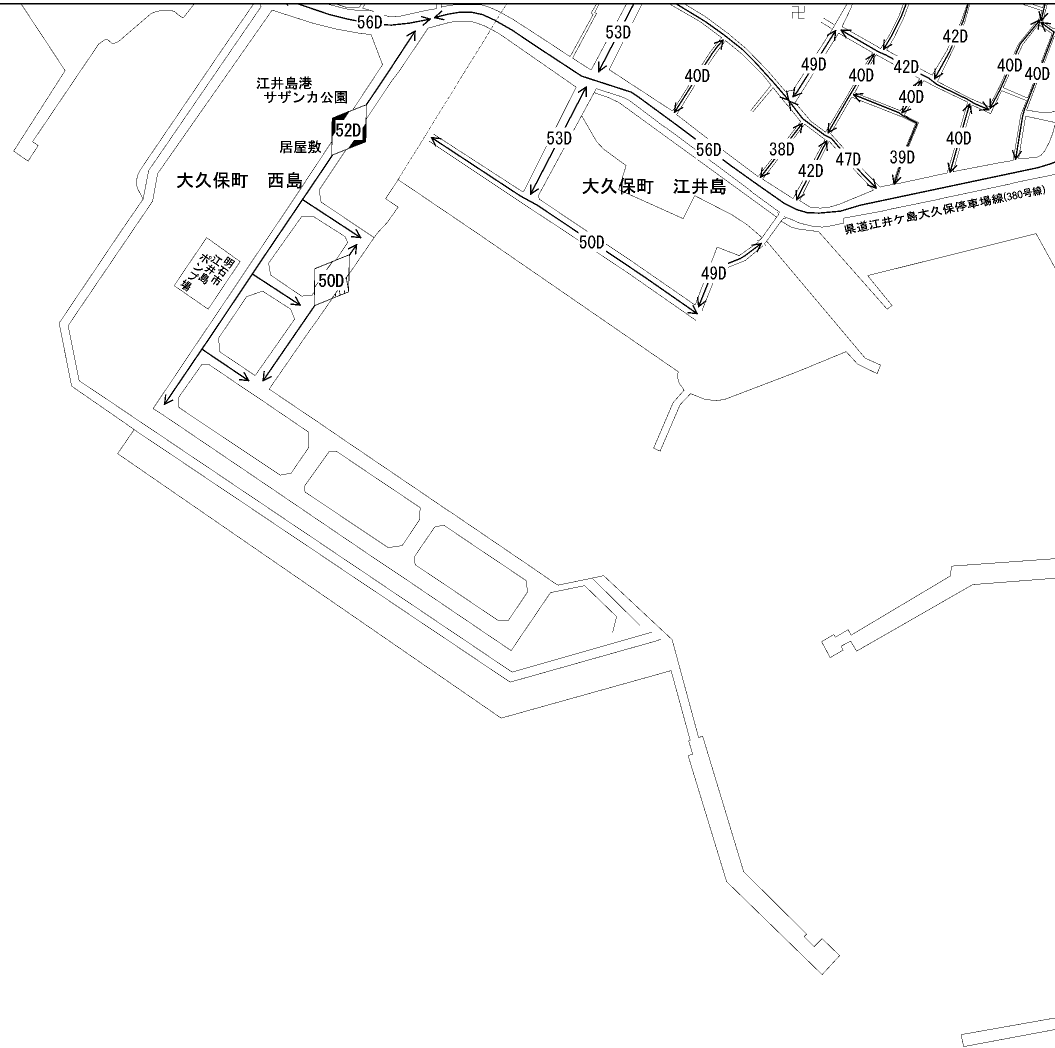 56D
53D
42D
40D
49D
42D
40D
40D
40D
江井島港
サザンカ公園
52D
居屋敷
53D
56D
40D
38D
42D
47D
39D
40D
大久保町　西島
大久保町　江井島
県道江井ケ島大久保停車場線(380号線)
50D
49D
明石市
江井島
ポンプ場
50D